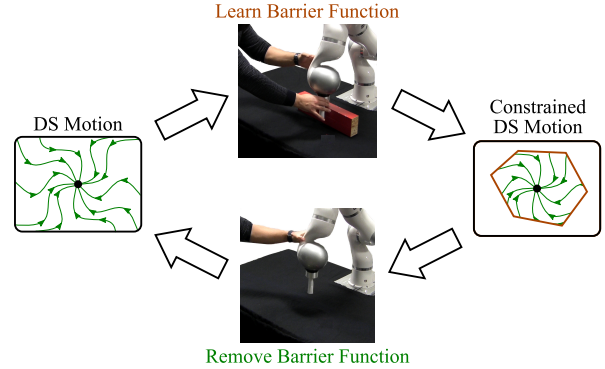 Learn Barrier Function
DS Motion
Constrained
DS Motion
Remove Barrier Function